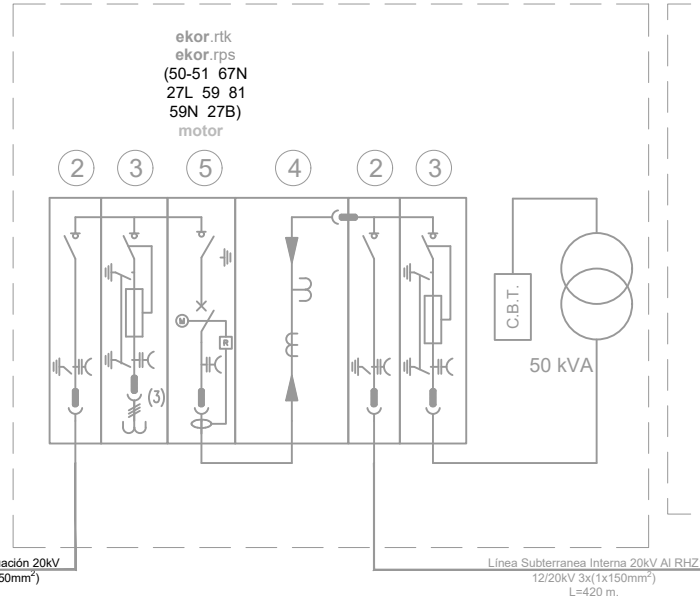 ekor.rtk
ekor.rps
(50-51 67N
27L 59 81
59N 27B)
motor
2 3 5 4 2 3
M
R
(3)
C.B.T.
50 kVA
20kV
50mm²)
Línea Subterranea Interna 20kV Al RHZ
12/20kV 3x(1x150mm²)
L=420 m.